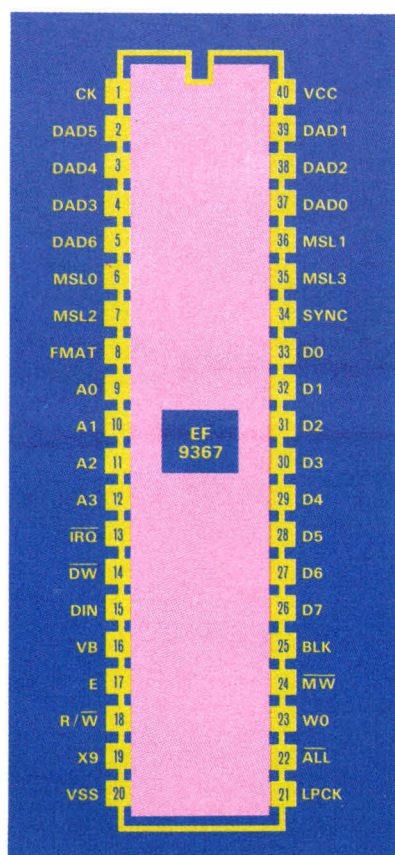 CK 1 40 VCC
DAD5 2 39 DAD1
DAD4 3 38 DAD2
DAD3 4 37 DAD0
DAD6 5 36 MSL1
MSL0 6 35 MSL3
MSL2 7 34 SYNC
FMAT 8 33 D0
A0 9 32 D1
A1 10 31 D2
EF
9367
A2 11 30 D3
A3 12 29 D4
I̅R̅Q̅ 13 28 D5
D̅W̅ 14 27 D6
DIN 15 26 D7
VB 16 25 BLK
E 17 24 M̅W̅
R/W̅ 18 23 W0
X9 19 22 A̅L̅L̅
VSS 20 21 LPCK